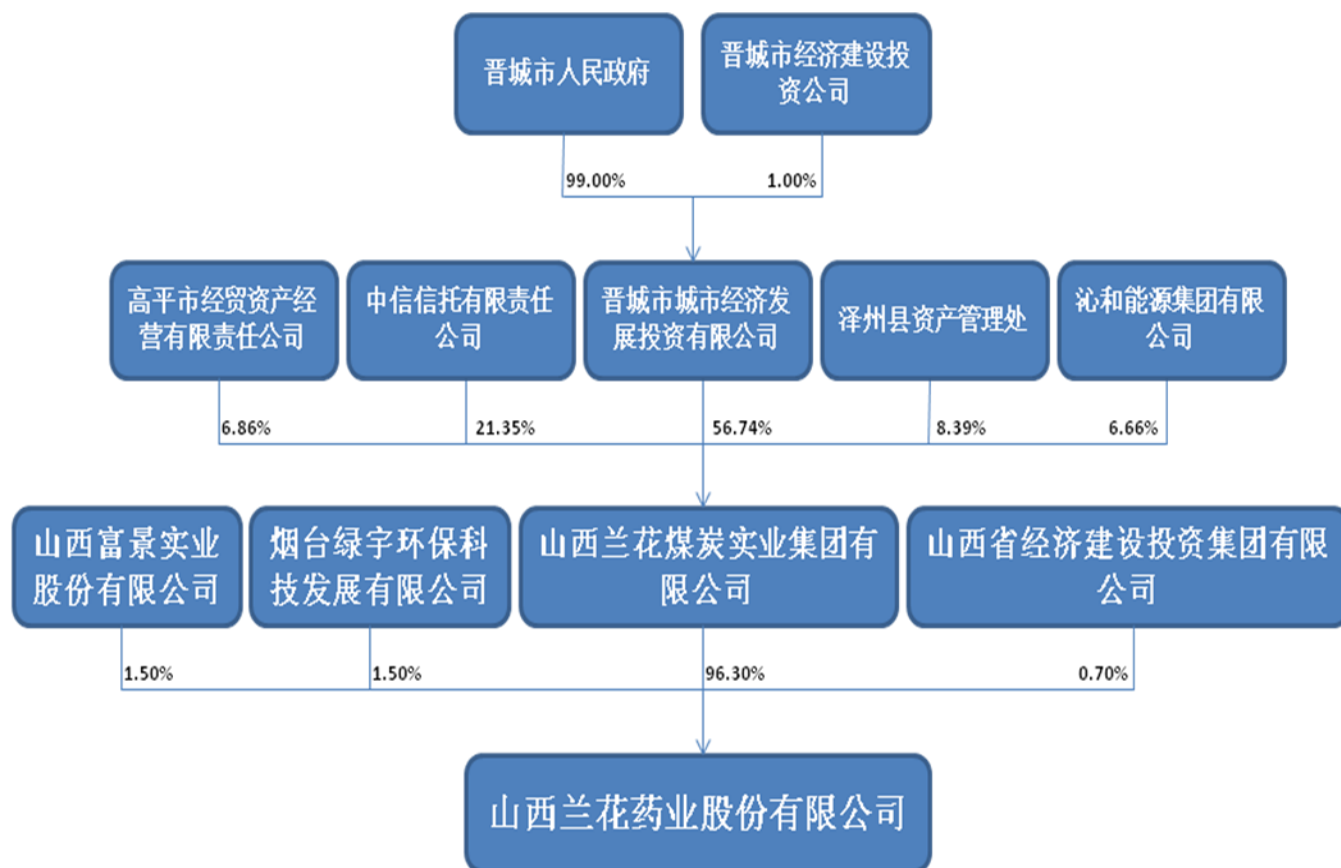 晋城市人民政府
晋城市经济建设投
资公司
99.00%
1.00%
高平市经贸资产经
营有限责任公司
中信信托有限责任
公司
晋城市城市经济发
展投资有限公司
泽州县资产管理处
沁和能源集团有限
公司
6.86%
21.35%
56.74%
8.39%
6.66%
山西富景实业
股份有限公司
烟台绿宇环保科
技发展有限公司
山西兰花煤炭实业集团有
限公司
山西省经济建设投资集团有限
公司
1.50%
1.50%
96.30%
0.70%
山西兰花药业股份有限公司